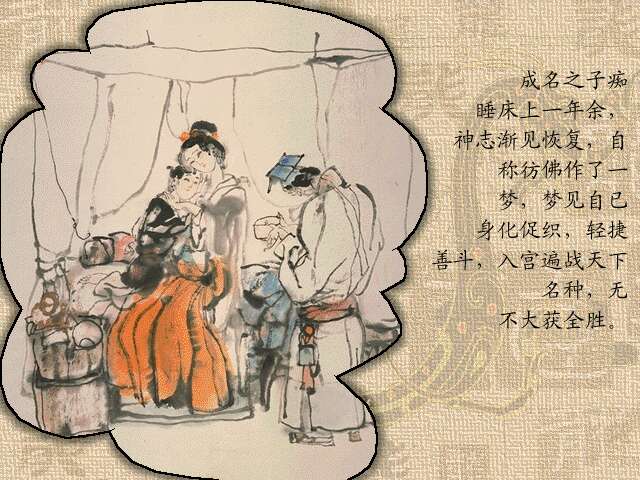 成名之子痴
睡床上一年余，
神志渐见恢复，自
称彷佛作了一
梦，梦见自己
身化促织，轻捷
善斗，入宫遍战天下
名种，无
不大获全胜。